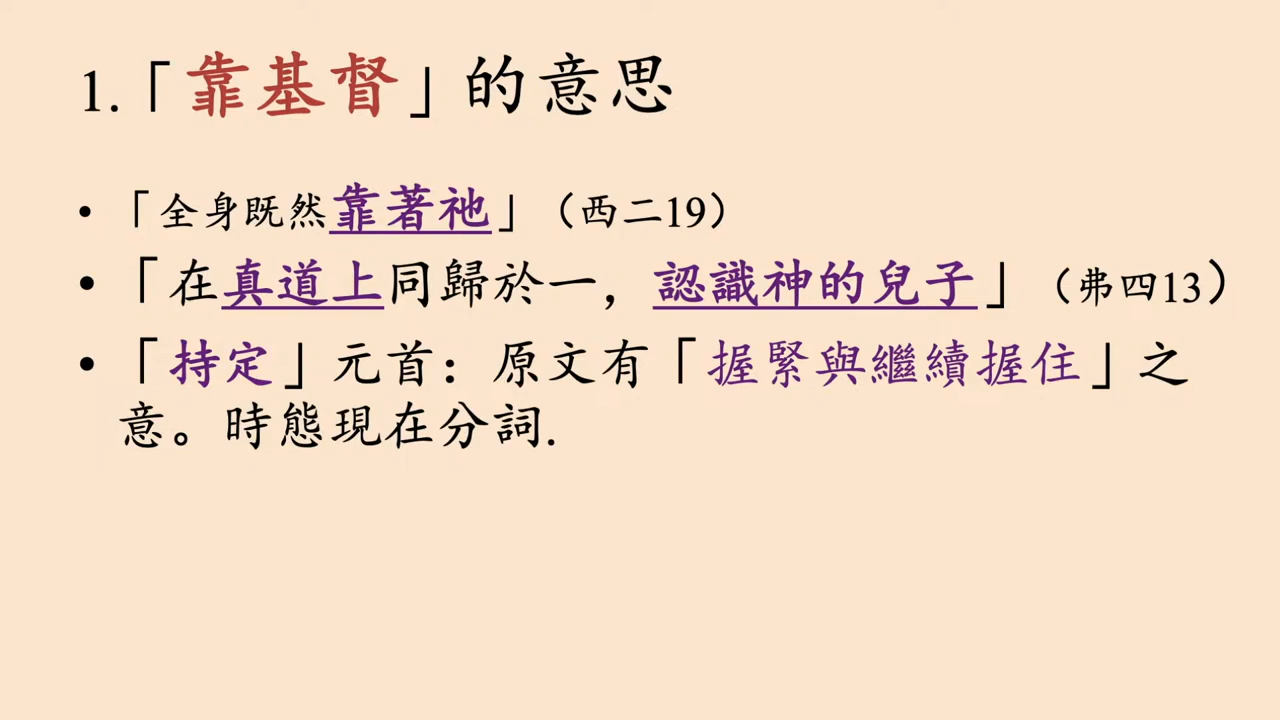 1.「靠基督」的意思
•「全身既然靠著祂」（西二19）
•「在真道上同歸於一，認識神的兒子」（弗四13）
•「持定」元首：原文有「握緊與繼續握住」之
意。時態現在分詞.